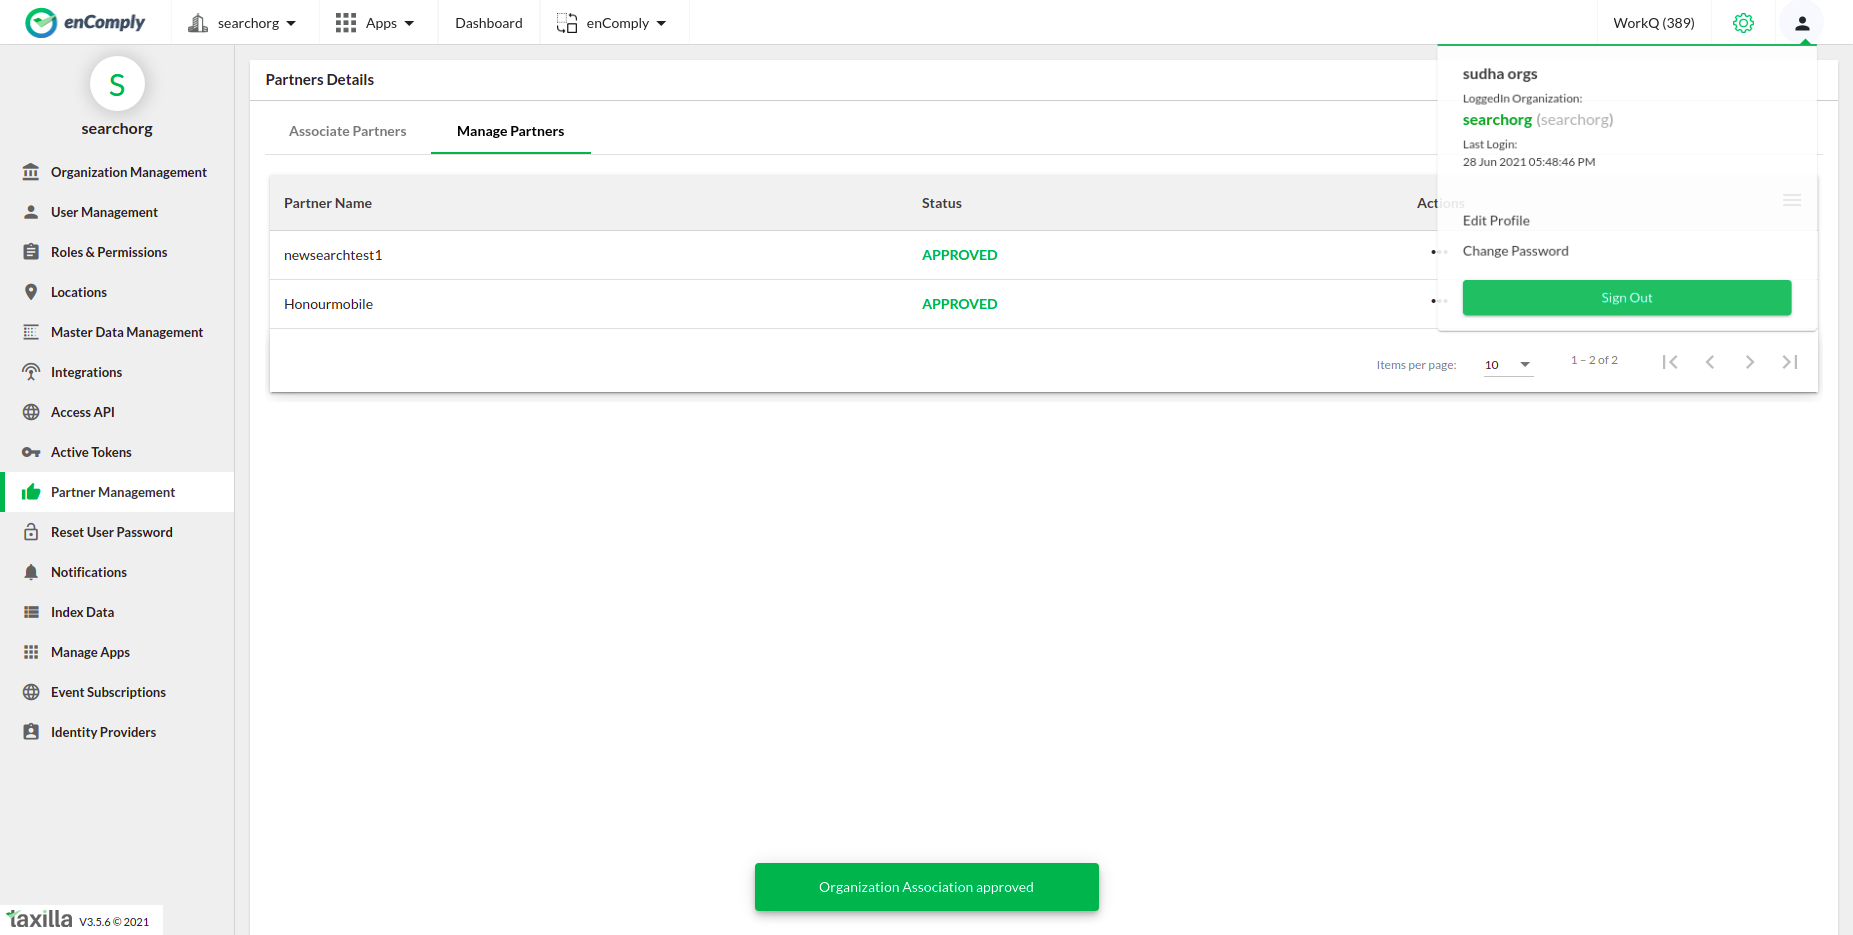 enComply searchorg Apps Dashboard enComply WorkQ (389)
S
searchorg
Organization Management
User Management
Roles & Permissions
Locations
Master Data Management
Integrations
Access API
Active Tokens
Partner Management
Reset User Password
Notifications
Index Data
Manage Apps
Event Subscriptions
Identity Providers
taxilla V3.5.6 © 2021
Partners Details
Associate Partners Manage Partners
Partner Name Status Actions
newsearchtest1 APPROVED
Honourmobile APPROVED
Items per page: 10 1 – 2 of 2
sudha orgs
LoggedIn Organization:
searchorg (searchorg)
Last Login:
28 Jun 2021 05:48:46 PM
Edit Profile
Change Password
Sign Out
Organization Association approved